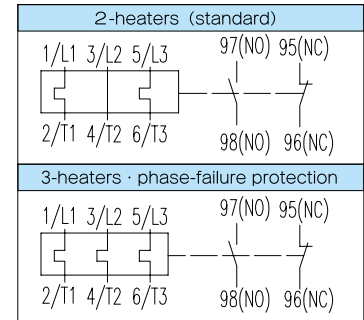 2-heaters (standard)
1/L1 3/L2 5/L3 97(NO) 95(NC)
2/T1 4/T2 6/T3 98(NO) 96(NC)
3-heaters · phase-failure protection
1/L1 3/L2 5/L3 97(NO) 95(NC)
2/T1 4/T2 6/T3 98(NO) 96(NC)